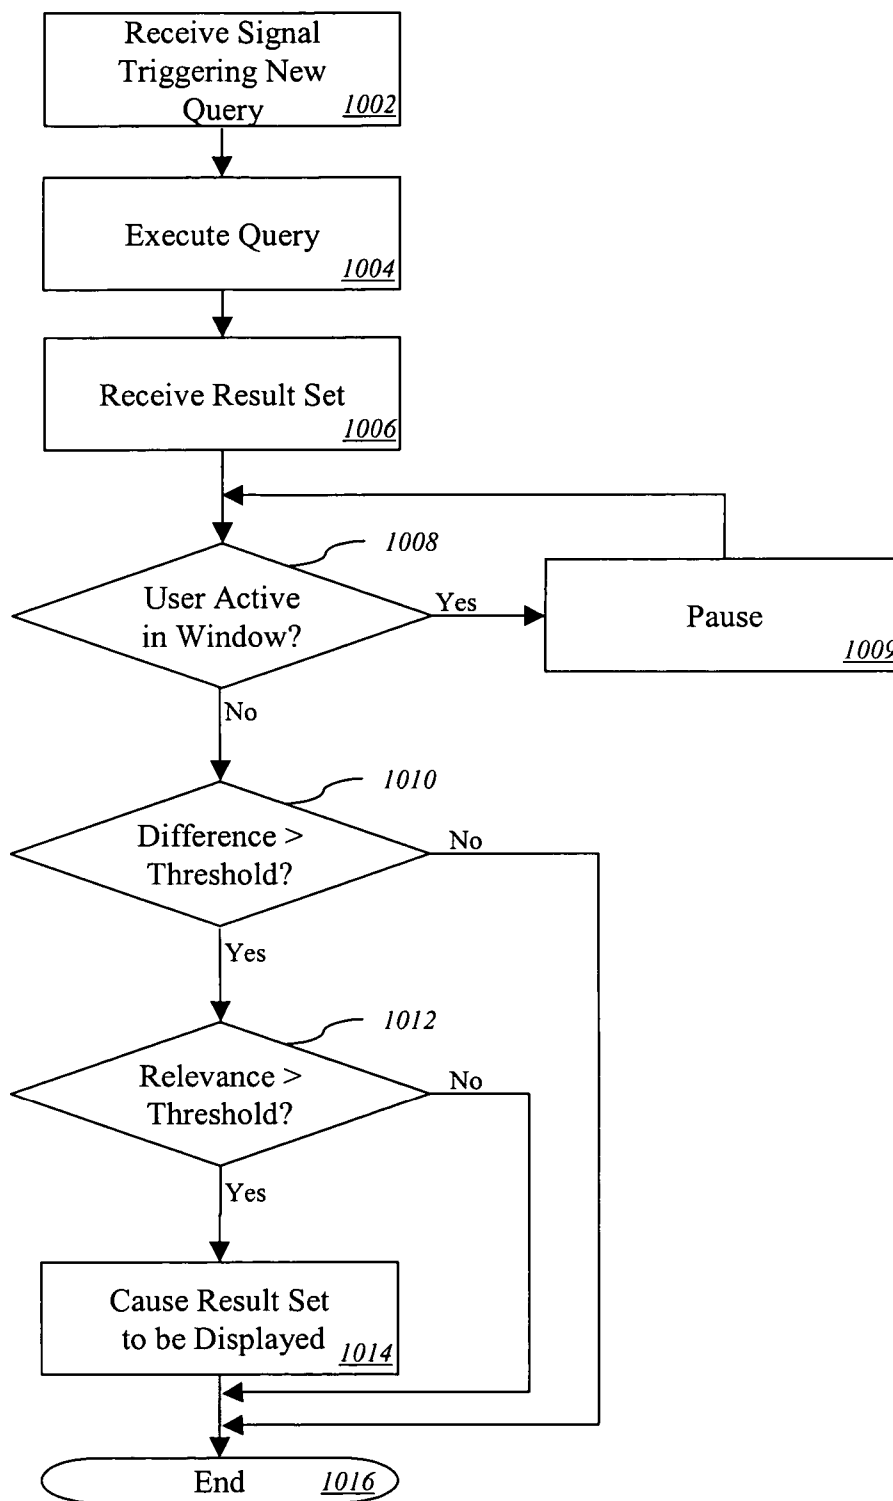 Receive Signal
Triggering New
Query
1002
Execute Query
1004
Receive Result Set
1006
1008
User Active
in Window?
Yes
Pause
1009
No
1010
Difference >
Threshold?
No
Yes
1012
Relevance >
Threshold?
No
Yes
Cause Result Set
to be Displayed
1014
End
1016